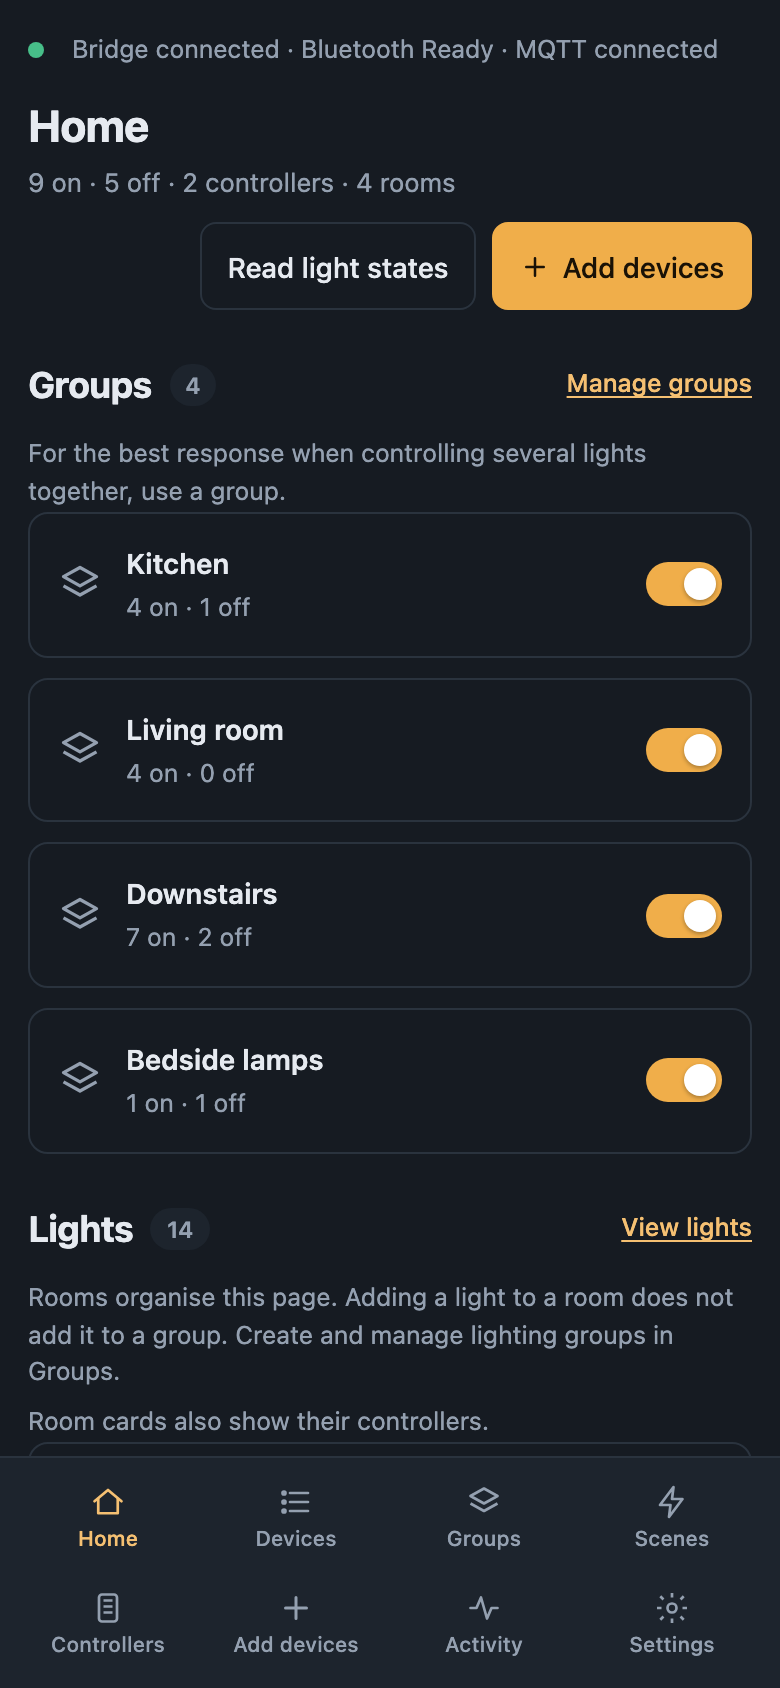 Bridge connected · Bluetooth Ready · MQTT connected
Home
9 on · 5 off · 2 controllers · 4 rooms
Read light states
+ Add devices
Groups 4
Manage groups
For the best response when controlling several lights
together, use a group.
Kitchen
4 on · 1 off
Living room
4 on · 0 off
Downstairs
7 on · 2 off
Bedside lamps
1 on · 1 off
Lights 14
View lights
Rooms organise this page. Adding a light to a room does not
add it to a group. Create and manage lighting groups in
Groups.
Room cards also show their controllers.
Home
Devices
Groups
Scenes
Controllers
Add devices
Activity
Settings